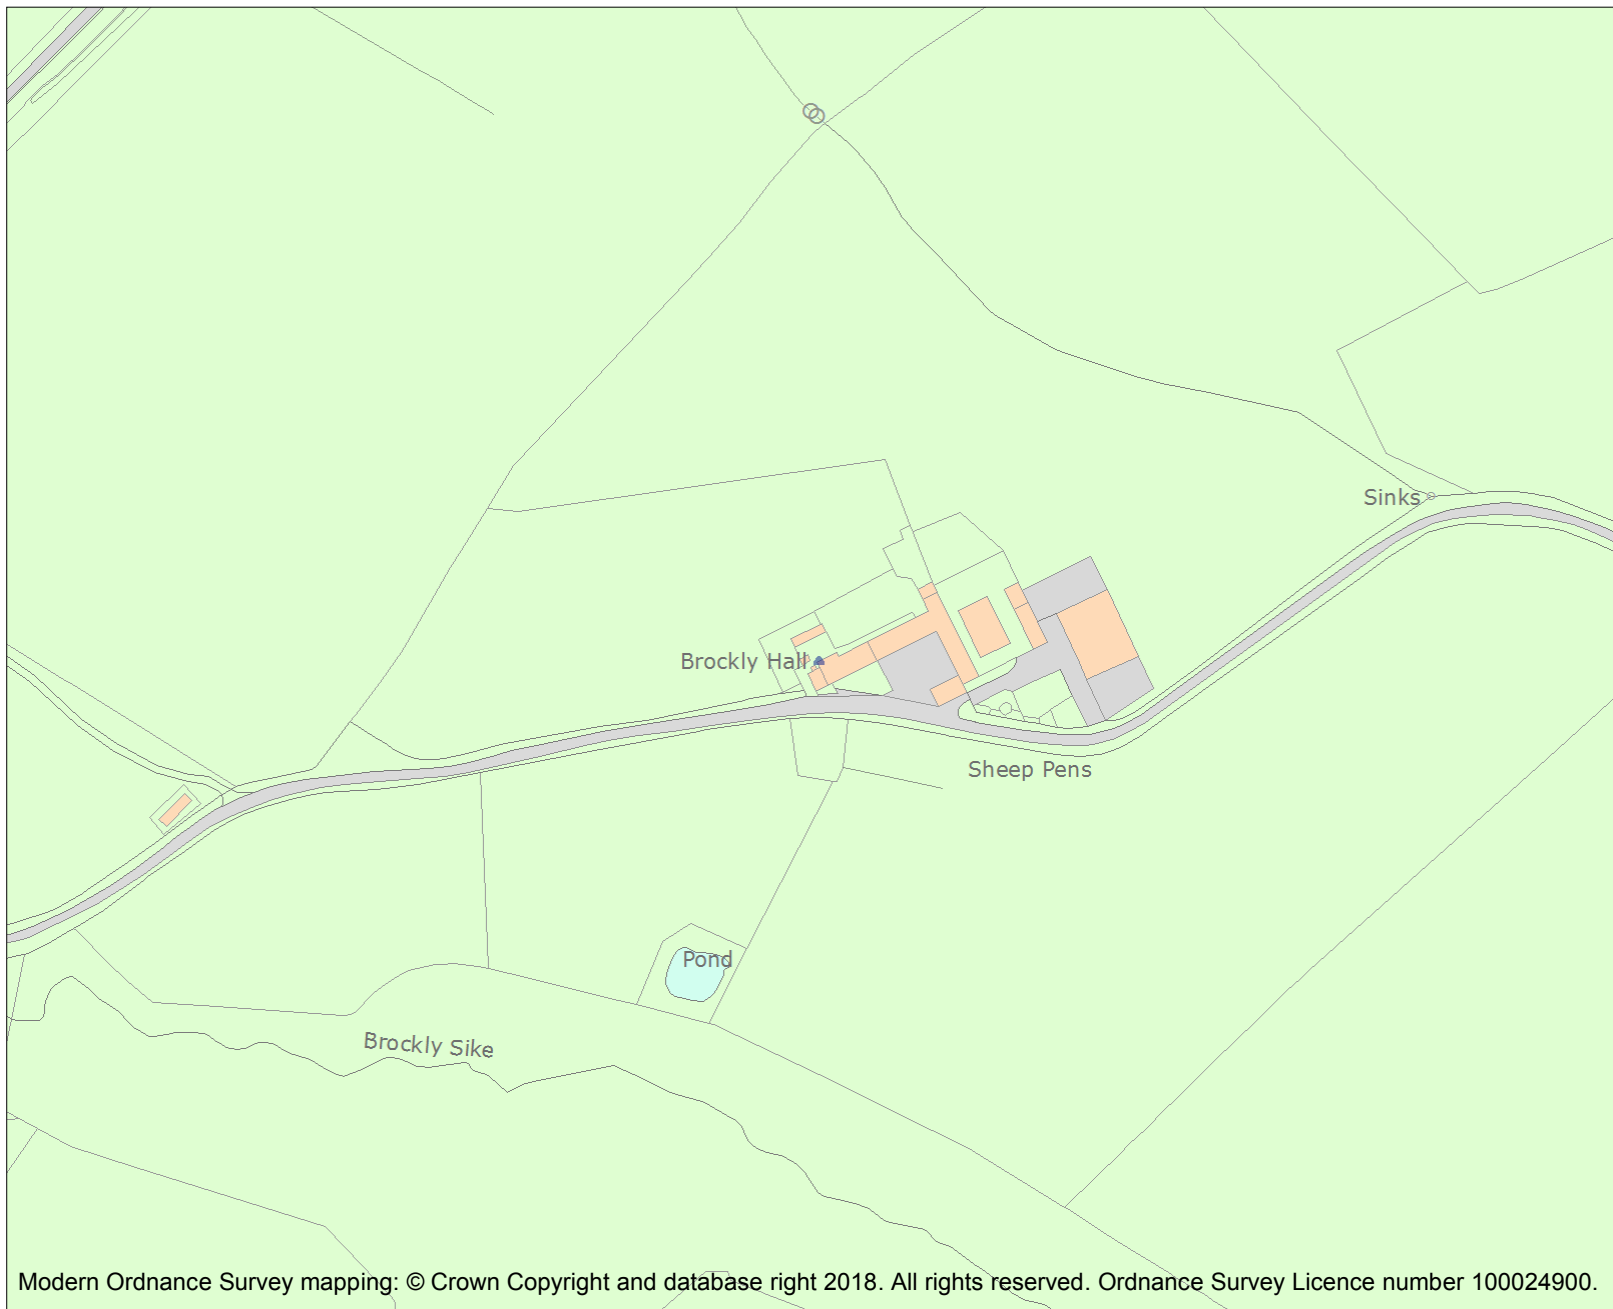 Sinks
Brockly Hall
Sheep Pens
Pond
Brockly Sike
Modern Ordnance Survey mapping: © Crown Copyright and database right 2018. All rights reserved. Ordnance Survey Licence number 100024900.